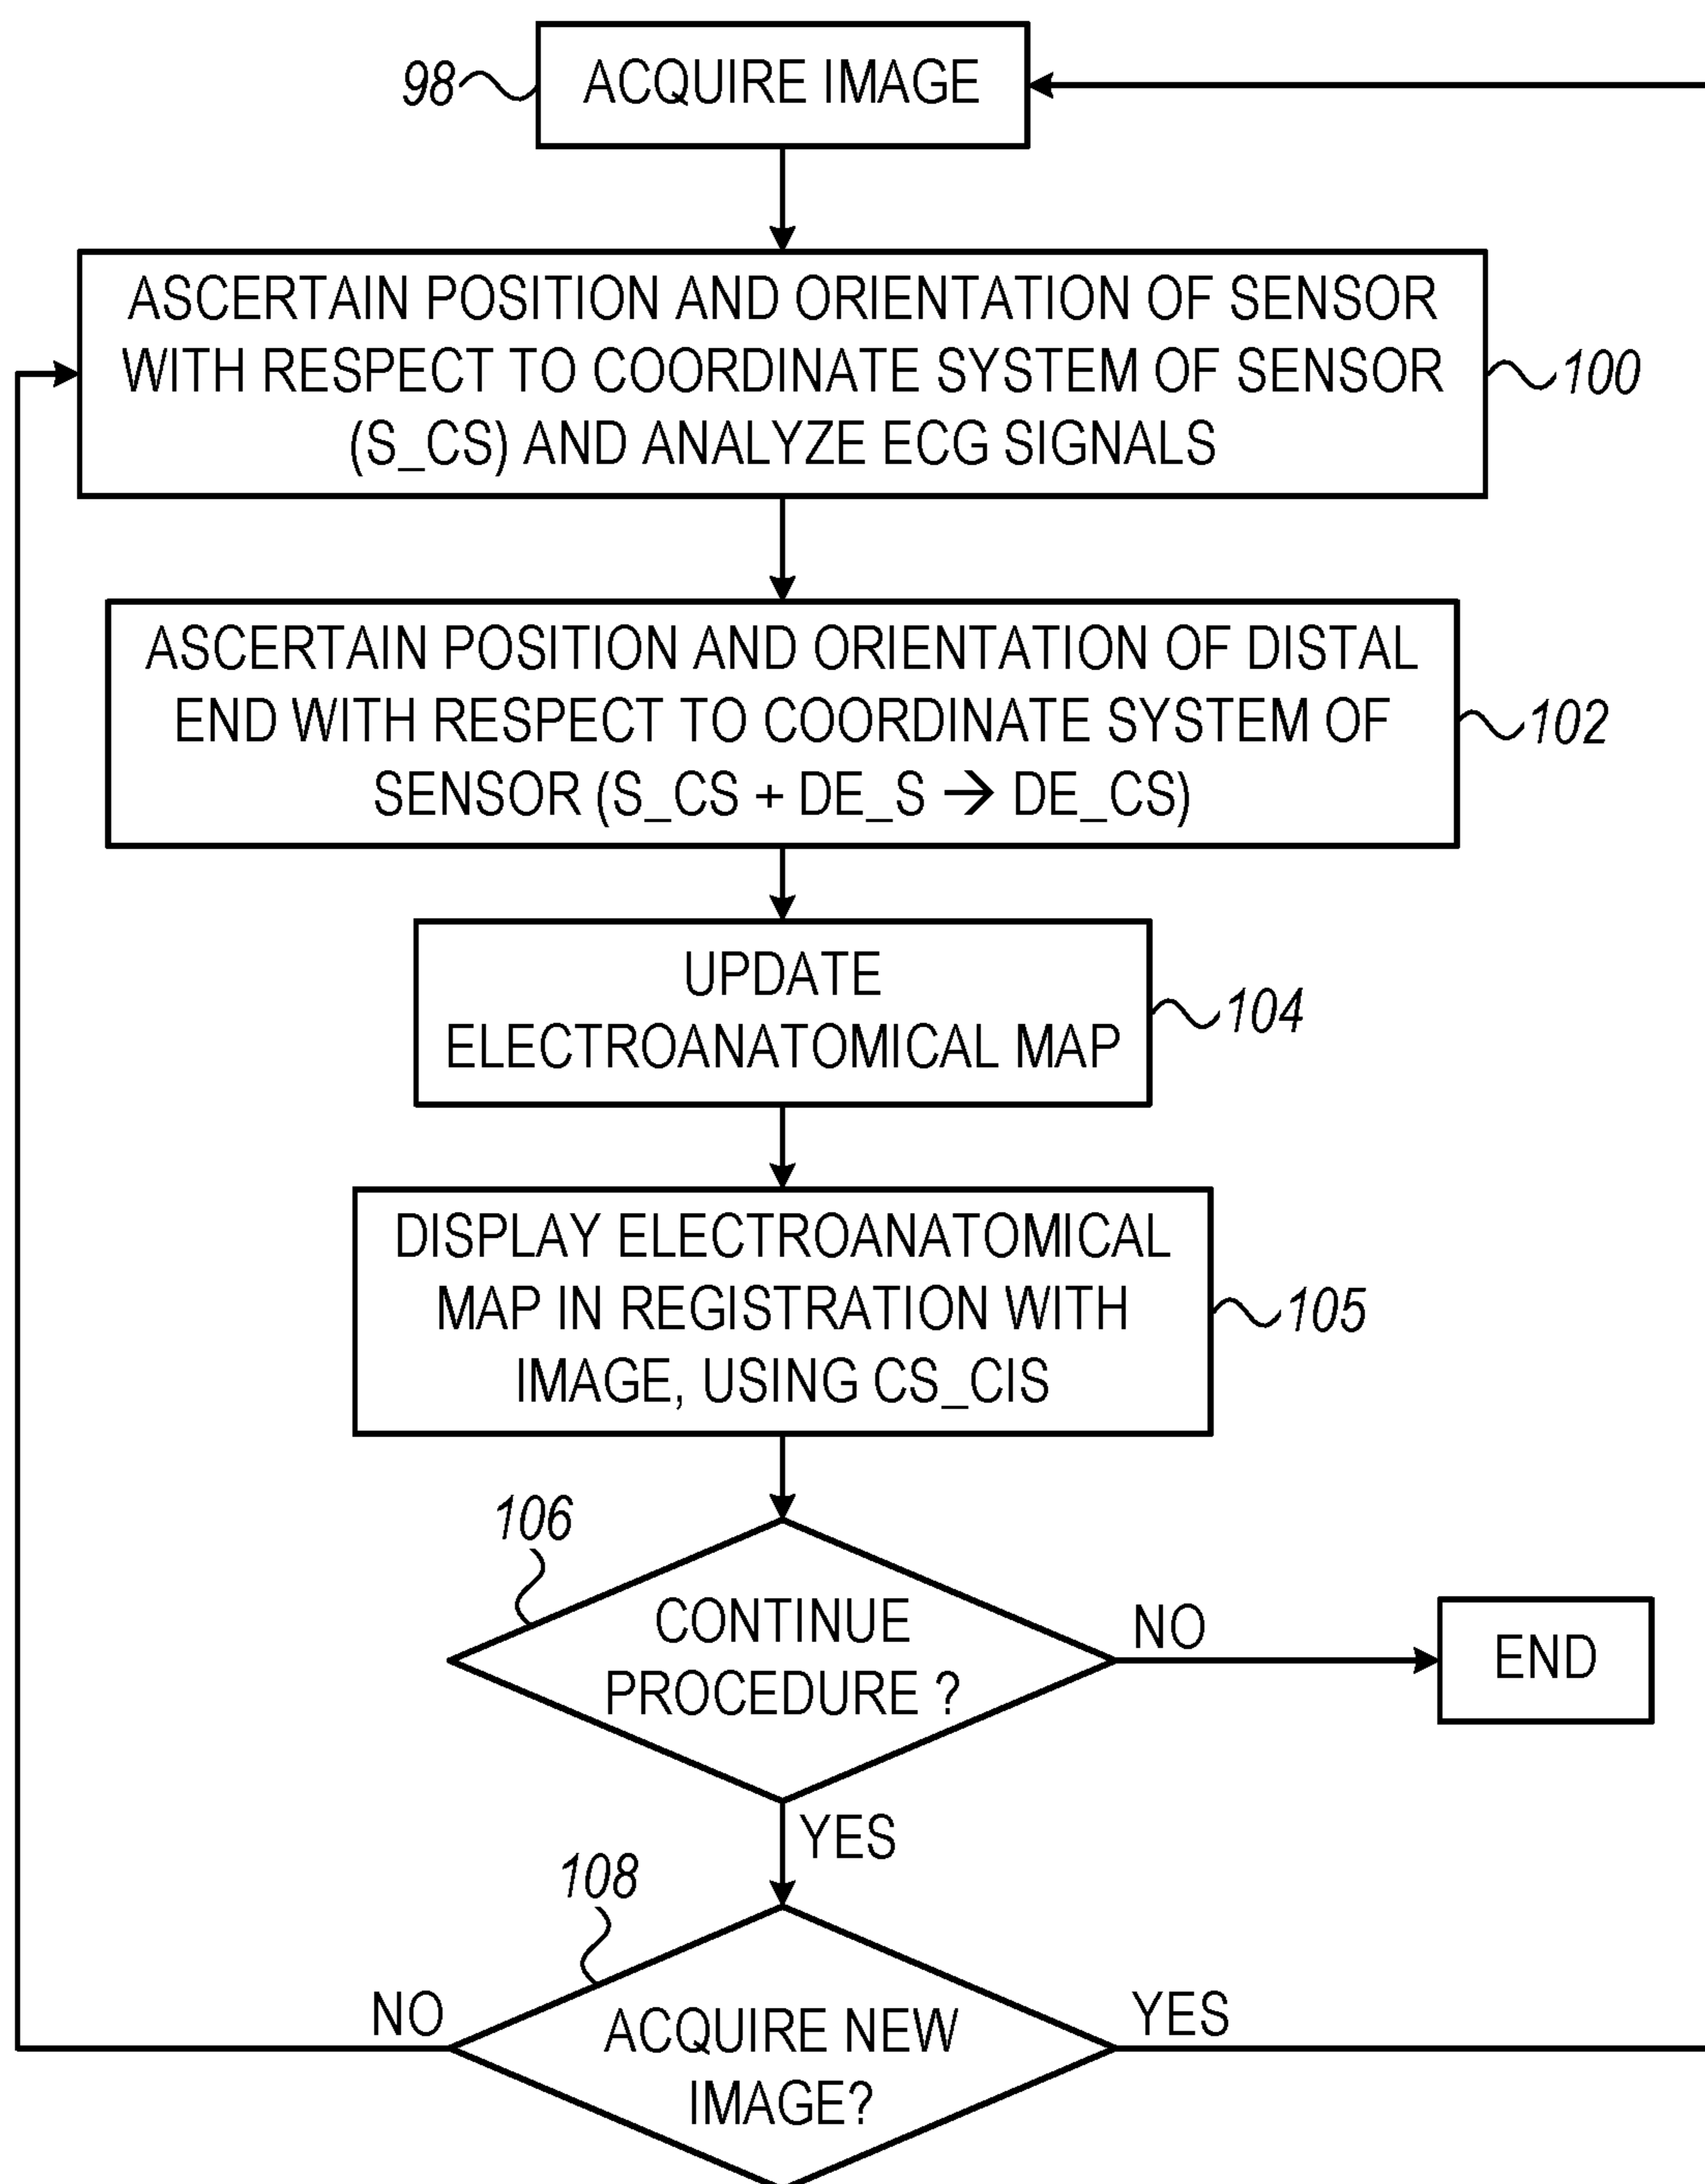 98
ACQUIRE IMAGE
ASCERTAIN POSITION AND ORIENTATION OF SENSOR
WITH RESPECT TO COORDINATE SYSTEM OF SENSOR
(S_CS) AND ANALYZE ECG SIGNALS
100
ASCERTAIN POSITION AND ORIENTATION OF DISTAL
END WITH RESPECT TO COORDINATE SYSTEM OF
SENSOR (S_CS + DE_S → DE_CS)
102
UPDATE
ELECTROANATOMICAL MAP
104
DISPLAY ELECTROANATOMICAL
MAP IN REGISTRATION WITH
IMAGE, USING CS_CIS
105
106
CONTINUE
PROCEDURE ?
NO
END
YES
108
NO
ACQUIRE NEW
IMAGE?
YES